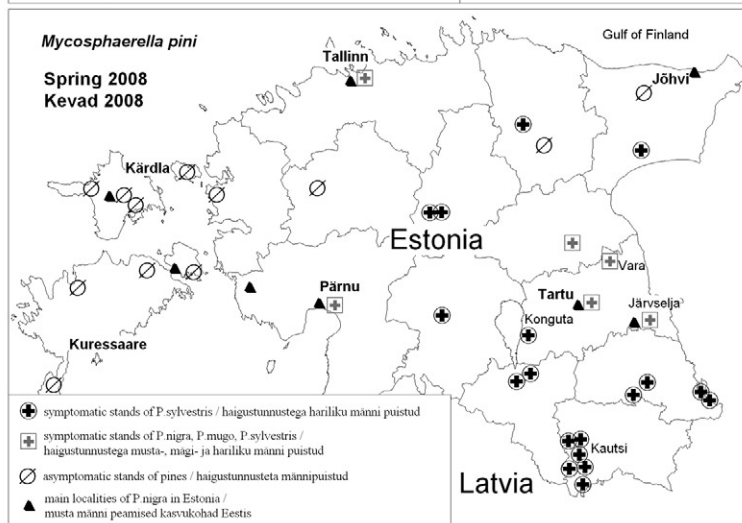 Mycosphaerella pini
Spring 2008
Kevad 2008
Gulf of Finland
Tallinn
Jõhvi
Kärdla
Estonia
Vara
Pärnu
Tartu
Järvselja
Konguta
Kuressaare
Kautsi
Latvia
symptomatic stands of P.sylvestris / haigustunnustega hariliku männi puistud
symptomatic stands of P.nigra, P.mugo, P.sylvestris /
haigustunnustega musta-, mägi- ja hariliku männi puistud
asymptomatic stands of pines / haigustunnusteta männipuistud
main localities of P.nigra in Estonia /
musta männi peamised kasvukohad Eestis